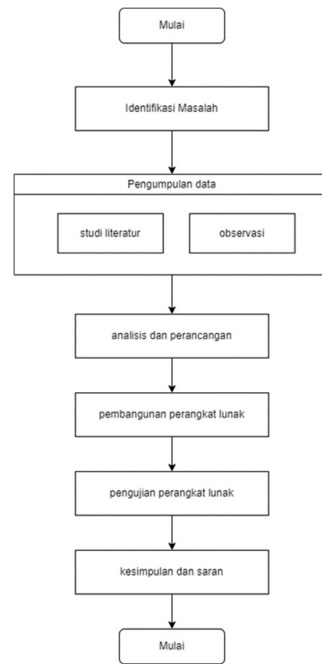 Mulai
Identifikasi Masalah
Pengumpulan data
studi literatur
observasi
analisis dan perancangan
pembangunan perangkat lunak
pengujian perangkat lunak
kesimpulan dan saran
Mulai